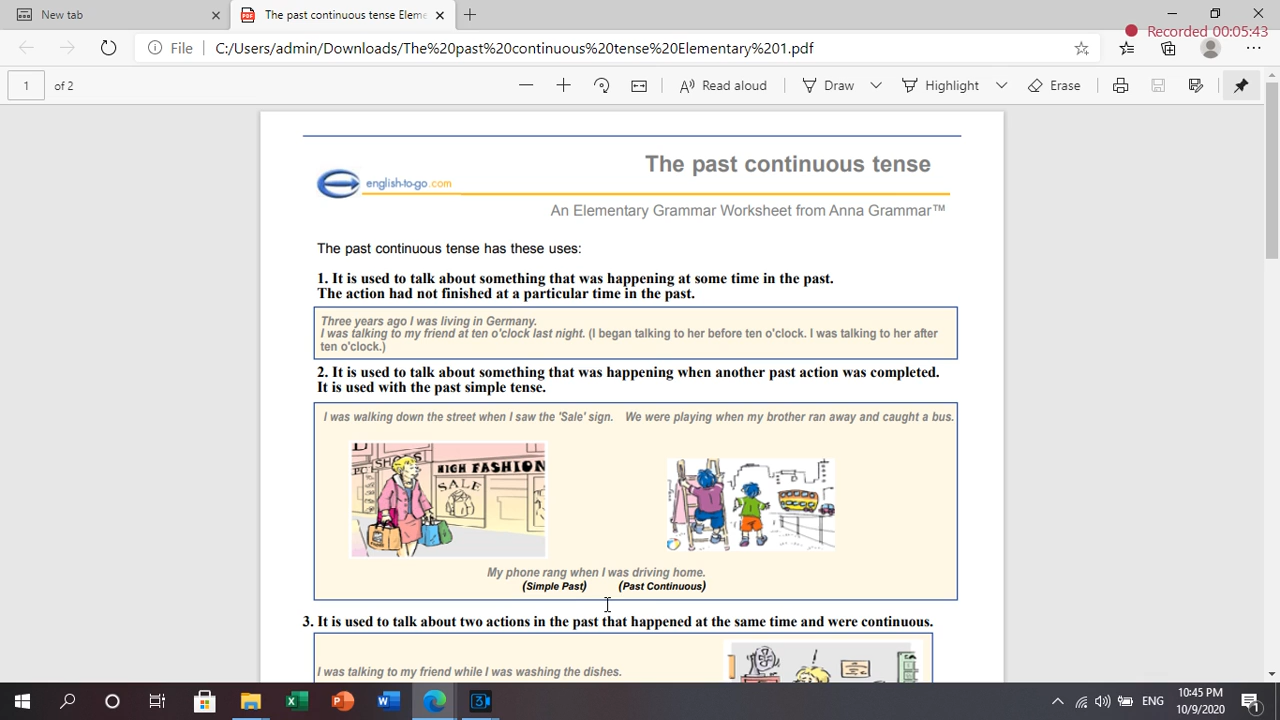 New tab
The past continuous tense Eleme
Recorded 00:05:43
File
C:/Users/admin/Downloads/The%20past%20continuous%20tense%20Elementary%201.pdf
1 of 2
Read aloud
Draw
Highlight
Erase
The past continuous tense
english-to-go.com
An Elementary Grammar Worksheet from Anna Grammar™
The past continuous tense has these uses:
1. It is used to talk about something that was happening at some time in the past.
The action had not finished at a particular time in the past.
Three years ago I was living in Germany.
I was talking to my friend at ten o'clock last night. (I began talking to her before ten o'clock. I was talking to her after
ten o'clock.)
2. It is used to talk about something that was happening when another past action was completed.
It is used with the past simple tense.
I was walking down the street when I saw the 'Sale' sign. We were playing when my brother ran away and caught a bus.
SHOES
HIGH FASHION
SALE
My phone rang when I was driving home.
(Simple Past) (Past Continuous)
3. It is used to talk about two actions in the past that happened at the same time and were continuous.
I was talking to my friend while I was washing the dishes.
ENG
10:45 PM
10/9/2020